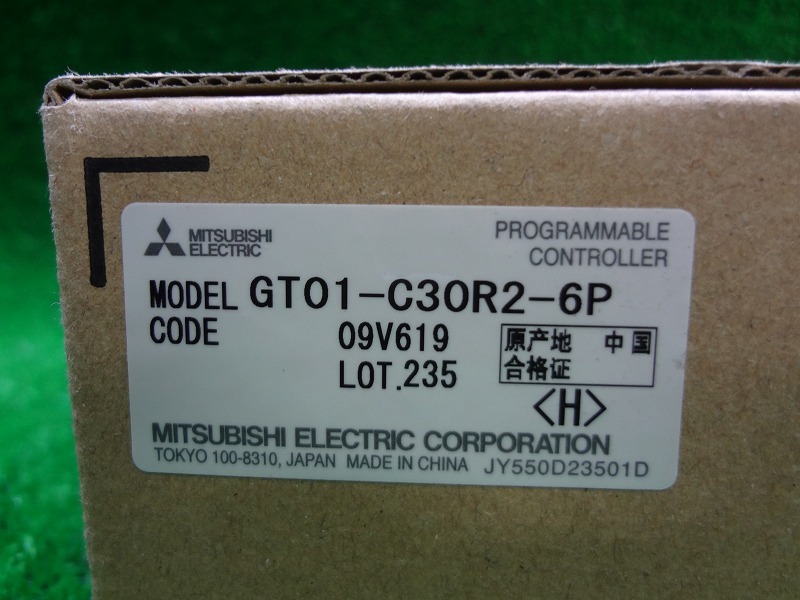 MITSUBISHI
ELECTRIC
PROGRAMMABLE
CONTROLLER
MODEL GT01-C30R2-6P
CODE 09V619
LOT.235
原产地 中国
合格证
<H>
MITSUBISHI ELECTRIC CORPORATION
TOKYO 100-8310, JAPAN MADE IN CHINA JY550D23501D